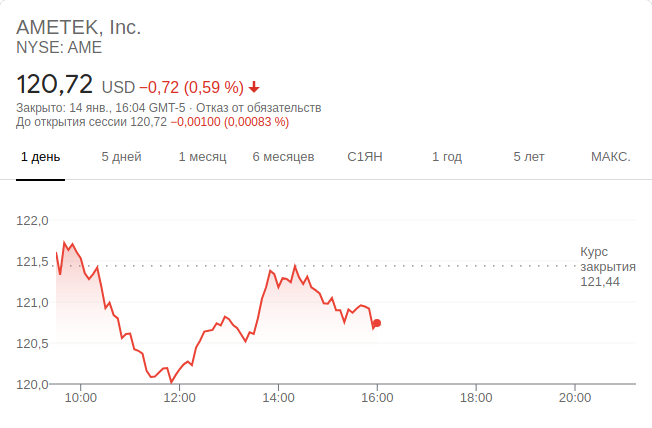 AMETEK, Inc.
NYSE: AME
120,72 USD −0,72 (0,59 %)
Закрыто: 14 янв., 16:04 GMT-5 · Отказ от обязательств
До открытия сессии 120,72 −0,00100 (0,00083 %)
1 день 5 дней 1 месяц 6 месяцев С1ЯН 1 год 5 лет МАКС.
122,0
121,5
121,0
120,5
120,0
Курс
закрытия
121,44
10:00 12:00 14:00 16:00 18:00 20:00